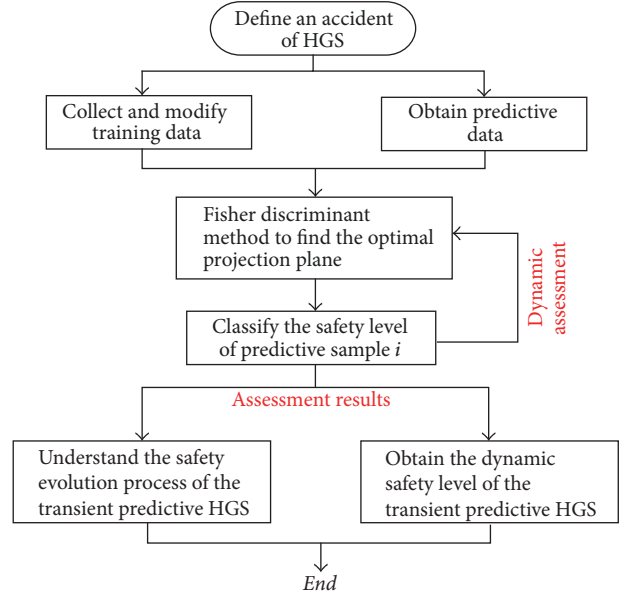 Define an accident
of HGS
Collect and modify
training data
Obtain predictive
data
Fisher discriminant
method to find the optimal
projection plane
Dynamic
assessment
Classify the safety level
of predictive sample i
Assessment results
Understand the safety
evolution process of the
transient predictive HGS
Obtain the dynamic
safety level of the
transient predictive HGS
End